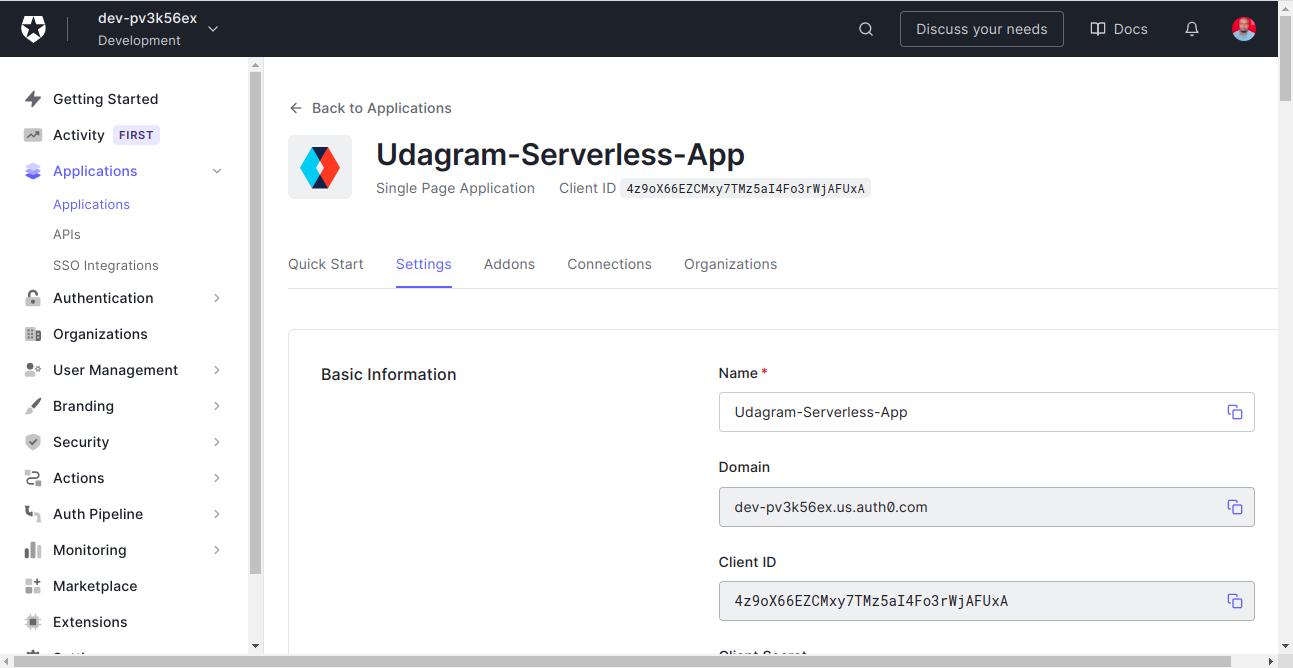 dev-pv3k56ex
Development
Discuss your needs
Docs
Getting Started
Activity FIRST
Applications
Applications
APIs
SSO Integrations
Authentication
Organizations
User Management
Branding
Security
Actions
Auth Pipeline
Monitoring
Marketplace
Extensions
Back to Applications
Udagram-Serverless-App
Single Page Application Client ID 4z9oX66EZCMxy7TMz5aI4Fo3rWjAFUxA
Quick Start Settings Addons Connections Organizations
Basic Information
Name *
Udagram-Serverless-App
Domain
dev-pv3k56ex.us.auth0.com
Client ID
4z9oX66EZCMxy7TMz5aI4Fo3rWjAFUxA
Client Secret